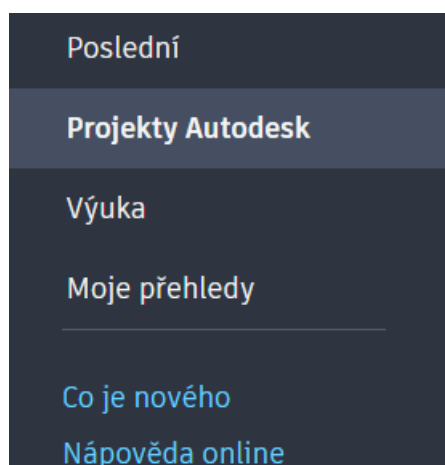 Poslední
Projekty Autodesk
Výuka
Moje přehledy
Co je nového
Nápověda online